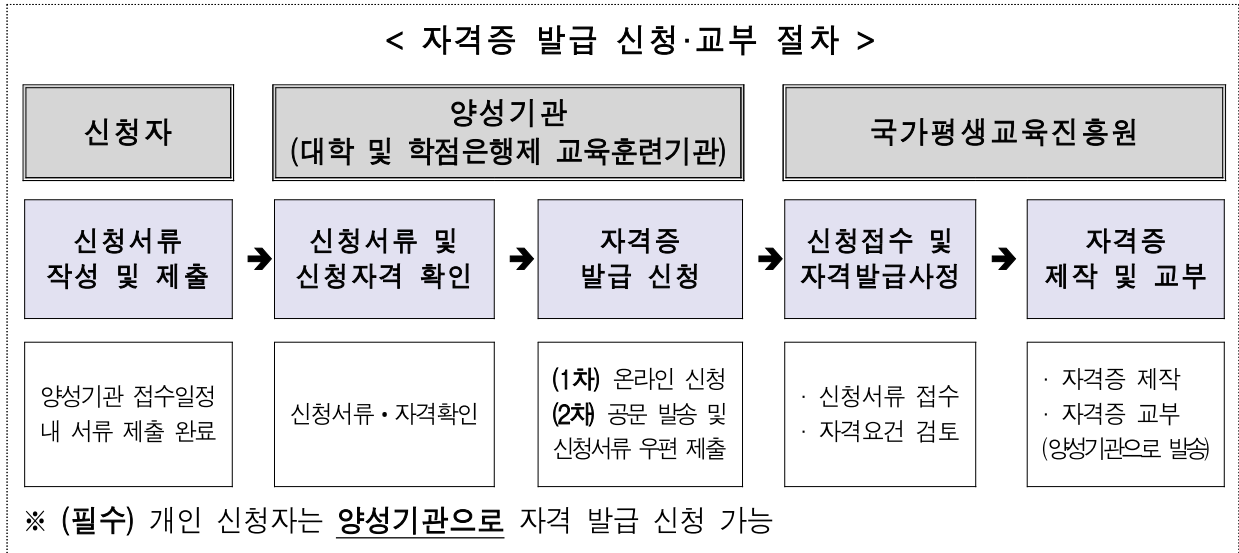 < 자격증 발급 신청·교부 절차 >
신청자
양성기관
(대학 및 학점은행제 교육훈련기관)
국가평생교육진흥원
신청서류
작성 및 제출
➔
신청서류 및
신청자격 확인
➔
자격증
발급 신청
➔
신청접수 및
자격발급사정
➔
자격증
제작 및 교부
양성기관 접수일정
내 서류 제출 완료
신청서류•자격확인
(1차) 온라인 신청
(2차) 공문 발송 및
신청서류 우편 제출
· 신청서류 접수
· 자격요건 검토
· 자격증 제작
· 자격증 교부
(양성기관으로 발송)
※ (필수) 개인 신청자는 양성기관으로 자격 발급 신청 가능